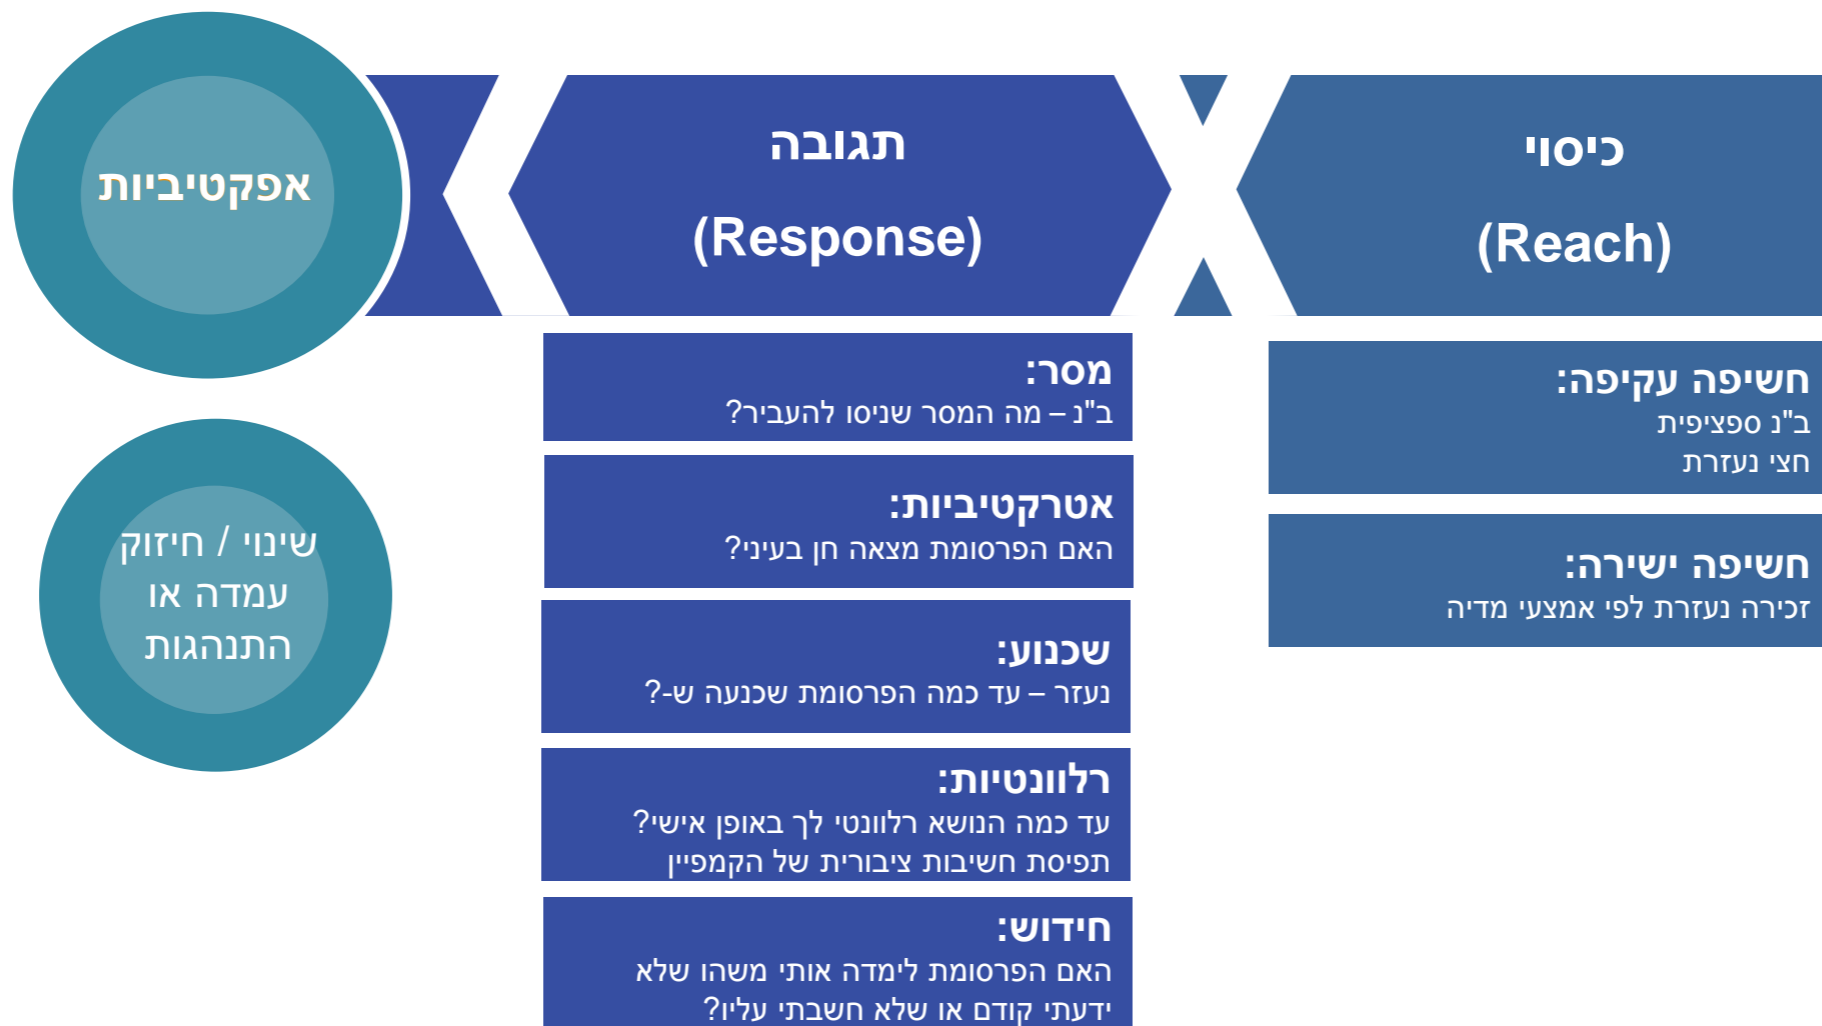 כיסוי
(Reach)
חשיפה עקיפה:
ב"נ ספציפית
חצי נעזרת
חשיפה ישירה:
זכירה נעזרת לפי אמצעי מדיה
תגובה
(Response)
מסר:
ב"נ – מה המסר שניסו להעביר?
אטרקטיביות:
האם הפרסומת מצאה חן בעיני?
שכנוע:
נעזר – עד כמה הפרסומת שכנעה ש-?
רלוונטיות:
עד כמה הנושא רלוונטי לך באופן אישי?
תפיסת חשיבות ציבורית של הקמפיין
חידוש:
האם הפרסומת לימדה אותי משהו שלא
ידעתי קודם או שלא חשבתי עליו?
אפקטיביות
שינוי / חיזוק
עמדה או
התנהגות